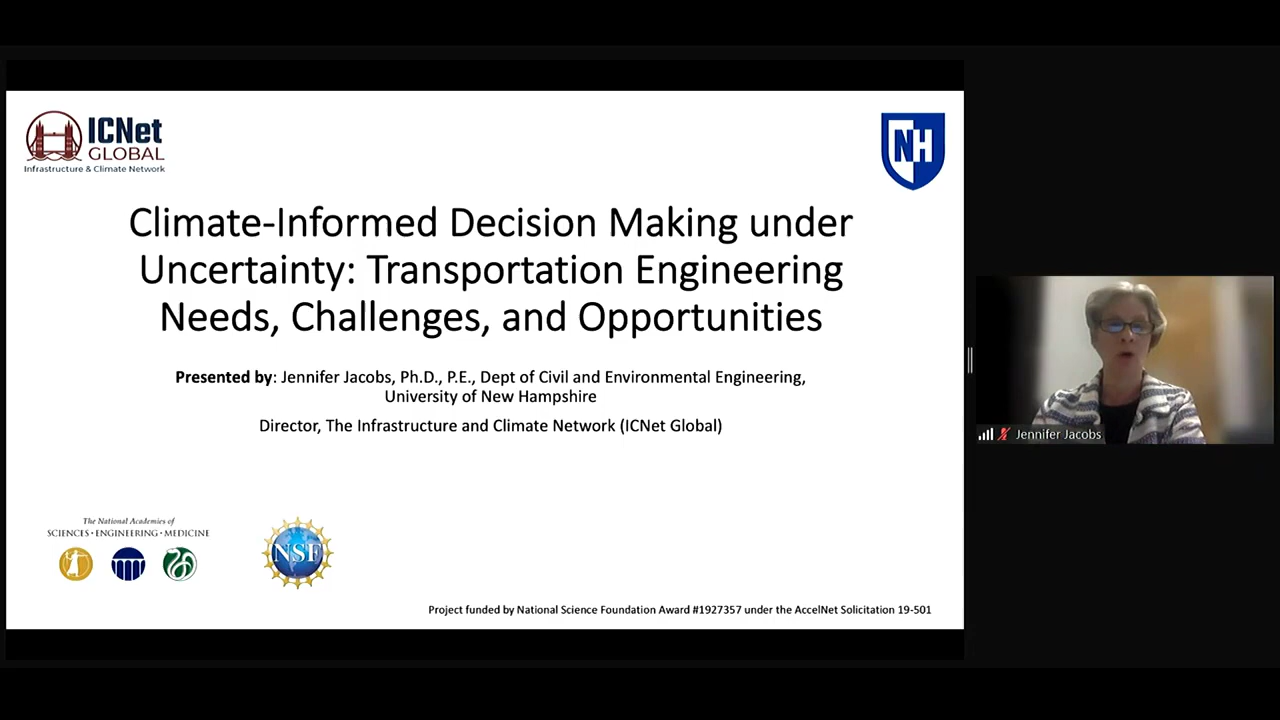 ICNet
GLOBAL
Infrastructure & Climate Network
NH
Climate-Informed Decision Making under
Uncertainty: Transportation Engineering
Needs, Challenges, and Opportunities
Presented by: Jennifer Jacobs, Ph.D., P.E., Dept of Civil and Environmental Engineering,
University of New Hampshire
Director, The Infrastructure and Climate Network (ICNet Global)
The National Academies of
SCIENCES • ENGINEERING • MEDICINE
NSF
Project funded by National Science Foundation Award #1927357 under the AccelNet Solicitation 19-501
Jennifer Jacobs